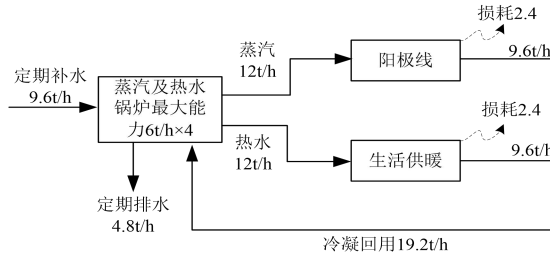 损耗2.4
蒸汽
12t/h
阳极线
9.6t/h
定期补水
9.6t/h
蒸汽及热水
锅炉最大能
力6t/h×4
热水
12t/h
损耗2.4
生活供暖
9.6t/h
定期排水
4.8t/h
冷凝回用19.2t/h